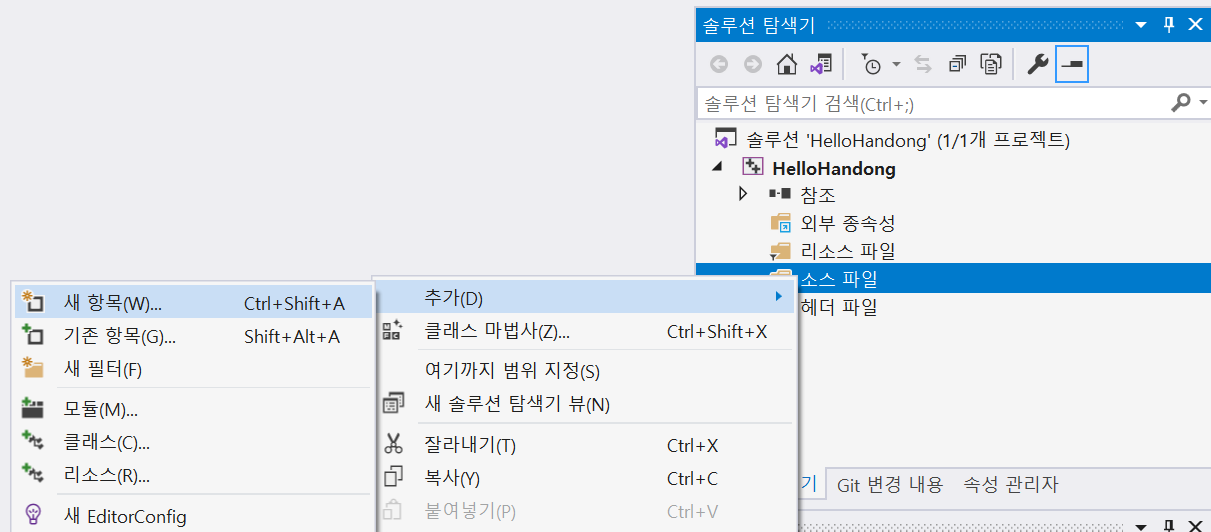 솔루션 탐색기
솔루션 탐색기 검색(Ctrl+;)
솔루션 'HelloHandong' (1/1개 프로젝트)
HelloHandong
참조
외부 종속성
리소스 파일
소스 파일
헤더 파일
추가(D)
클래스 마법사(Z)... Ctrl+Shift+X
여기까지 범위 지정(S)
새 솔루션 탐색기 뷰(N)
잘라내기(T) Ctrl+X
복사(Y) Ctrl+C
붙여넣기(P) Ctrl+V
새 항목(W)... Ctrl+Shift+A
기존 항목(G)... Shift+Alt+A
새 필터(F)
모듈(M)...
클래스(C)...
리소스(R)...
새 EditorConfig
기 Git 변경 내용 속성 관리자